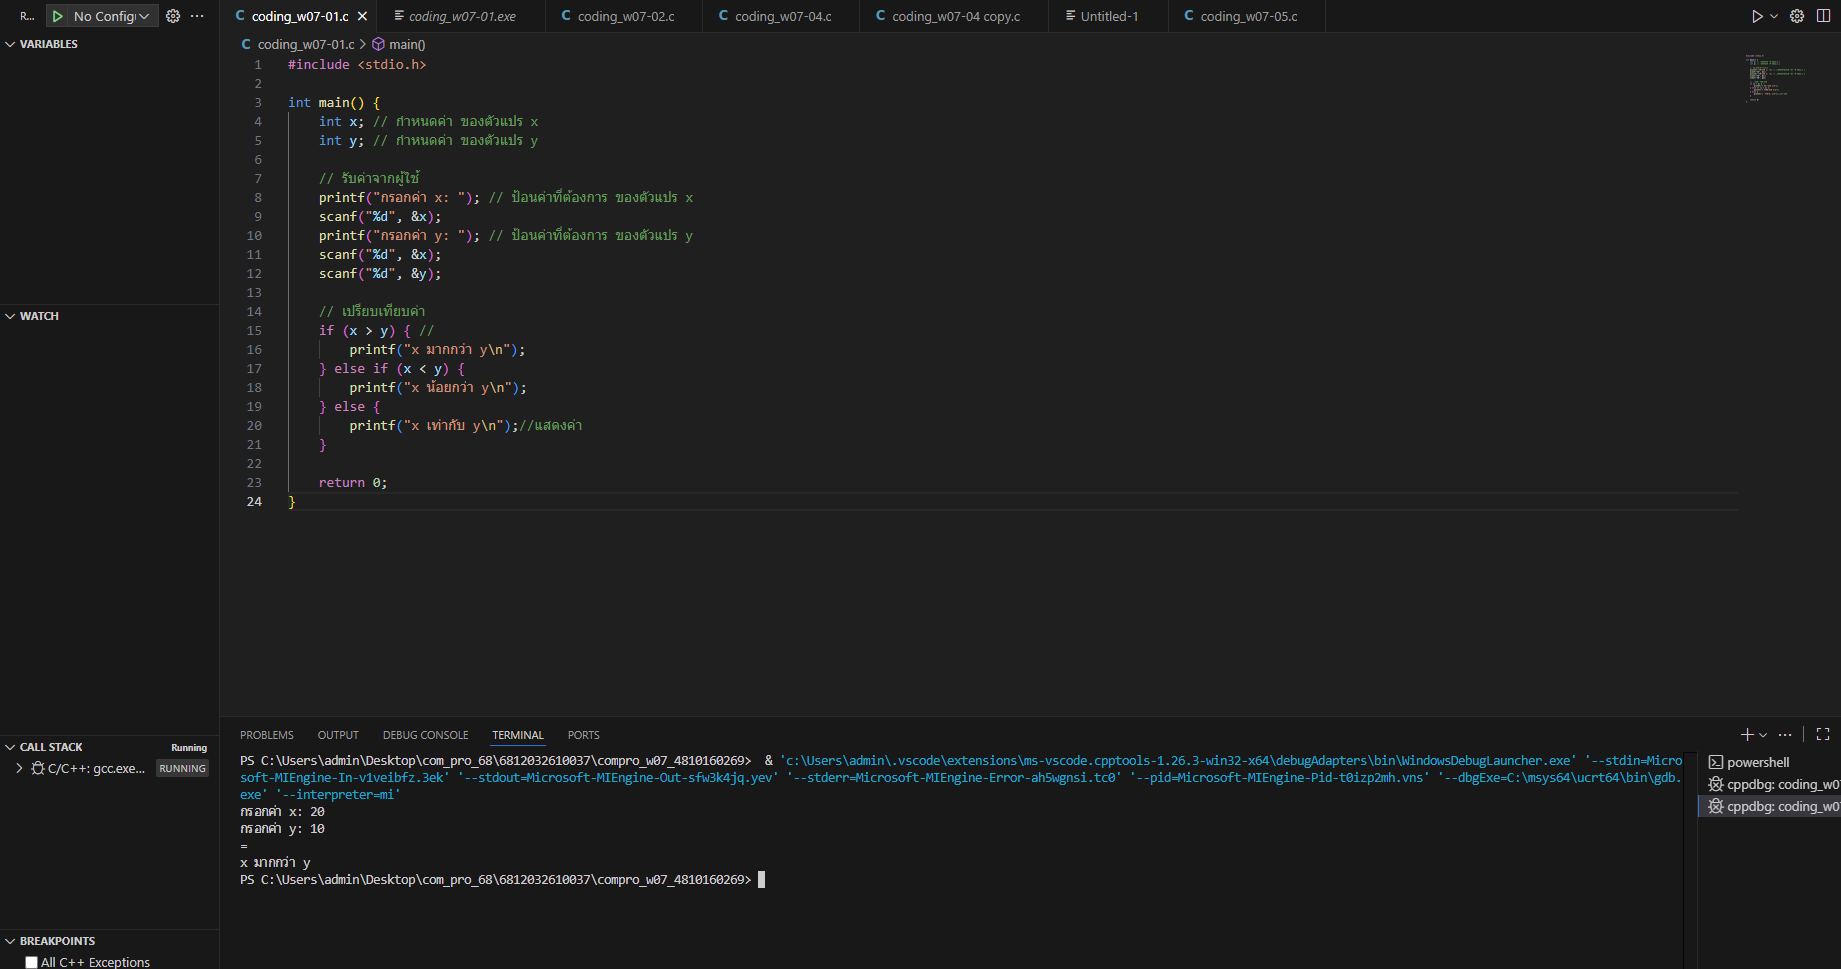 R... No Config
coding_w07-01.c coding_w07-01.exe coding_w07-02.c coding_w07-04.c coding_w07-04 copy.c Untitled-1 coding_w07-05.c
VARIABLES
coding_w07-01.c > main()
1 #include <stdio.h>
2
3 int main() {
4 int x; // กำหนดค่า ของตัวแปร x
5 int y; // กำหนดค่า ของตัวแปร y
6
7 // รับค่าจากผู้ใช้
8 printf("กรอกค่า x: "); // ป้อนค่าที่ต้องการ ของตัวแปร x
9 scanf("%d", &x);
10 printf("กรอกค่า y: "); // ป้อนค่าที่ต้องการ ของตัวแปร y
11 scanf("%d", &x);
12 scanf("%d", &y);
13
14 // เปรียบเทียบค่า
15 if (x > y) { //
16 printf("x มากกว่า y\n");
17 } else if (x < y) {
18 printf("x น้อยกว่า y\n");
19 } else {
20 printf("x เท่ากับ y\n");//แสดงค่า
21 }
22
23 return 0;
24 }
WATCH
CALL STACK Running
C/C++: gcc.exe... RUNNING
BREAKPOINTS
All C++ Exceptions
PROBLEMS OUTPUT DEBUG CONSOLE TERMINAL PORTS
PS C:\Users\admin\Desktop\com_pro_68\6812032610037\compro_w07_4810160269> & 'c:\Users\admin\.vscode\extensions\ms-vscode.cpptools-1.26.3-win32-x64\debugAdapters\bin\WindowsDebugLauncher.exe' '--stdin=Micro
soft-MIEngine-In-v1veibfz.3ek' '--stdout=Microsoft-MIEngine-Out-sfw3k4jq.yev' '--stderr=Microsoft-MIEngine-Error-ah5wgnsi.tc0' '--pid=Microsoft-MIEngine-Pid-t0izp2mh.vns' '--dbgExe=C:\msys64\ucrt64\bin\gdb.
exe' '--interpreter=mi'
กรอกค่า x: 20
กรอกค่า y: 10
=
x มากกว่า y
PS C:\Users\admin\Desktop\com_pro_68\6812032610037\compro_w07_4810160269>
powershell
cppdbg: coding_w0
cppdbg: coding_w0